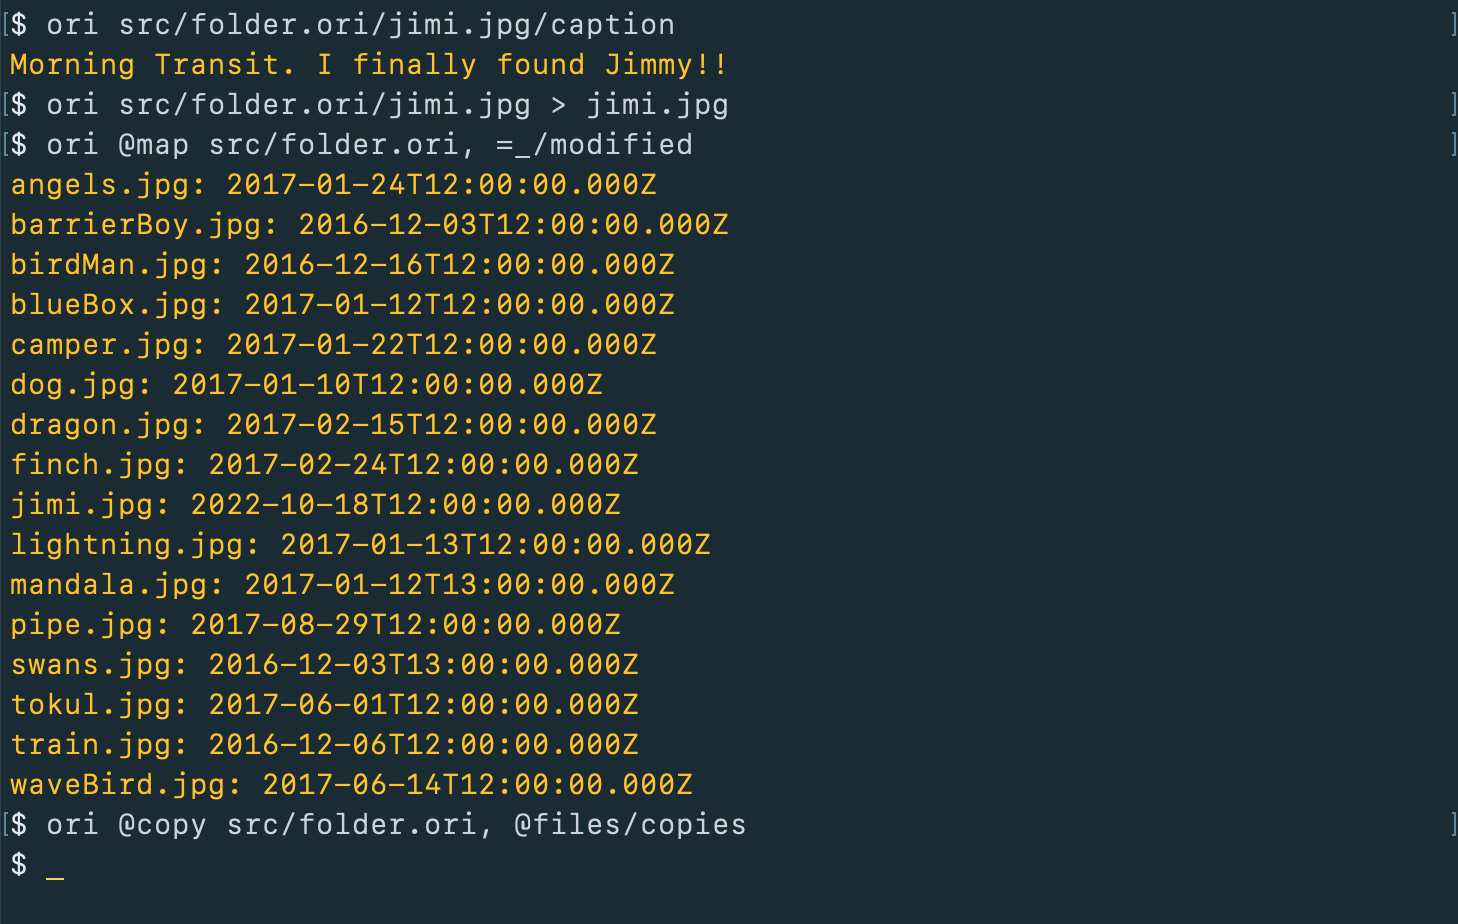 [$ ori src/folder.ori/jimi.jpg/caption ]
Morning Transit. I finally found Jimmy!!
[$ ori src/folder.ori/jimi.jpg > jimi.jpg ]
[$ ori @map src/folder.ori, =_/modified ]
angels.jpg: 2017-01-24T12:00:00.000Z
barrierBoy.jpg: 2016-12-03T12:00:00.000Z
birdMan.jpg: 2016-12-16T12:00:00.000Z
blueBox.jpg: 2017-01-12T12:00:00.000Z
camper.jpg: 2017-01-22T12:00:00.000Z
dog.jpg: 2017-01-10T12:00:00.000Z
dragon.jpg: 2017-02-15T12:00:00.000Z
finch.jpg: 2017-02-24T12:00:00.000Z
jimi.jpg: 2022-10-18T12:00:00.000Z
lightning.jpg: 2017-01-13T12:00:00.000Z
mandala.jpg: 2017-01-12T13:00:00.000Z
pipe.jpg: 2017-08-29T12:00:00.000Z
swans.jpg: 2016-12-03T13:00:00.000Z
tokul.jpg: 2017-06-01T12:00:00.000Z
train.jpg: 2016-12-06T12:00:00.000Z
waveBird.jpg: 2017-06-14T12:00:00.000Z
[$ ori @copy src/folder.ori, @files/copies ]
$ _